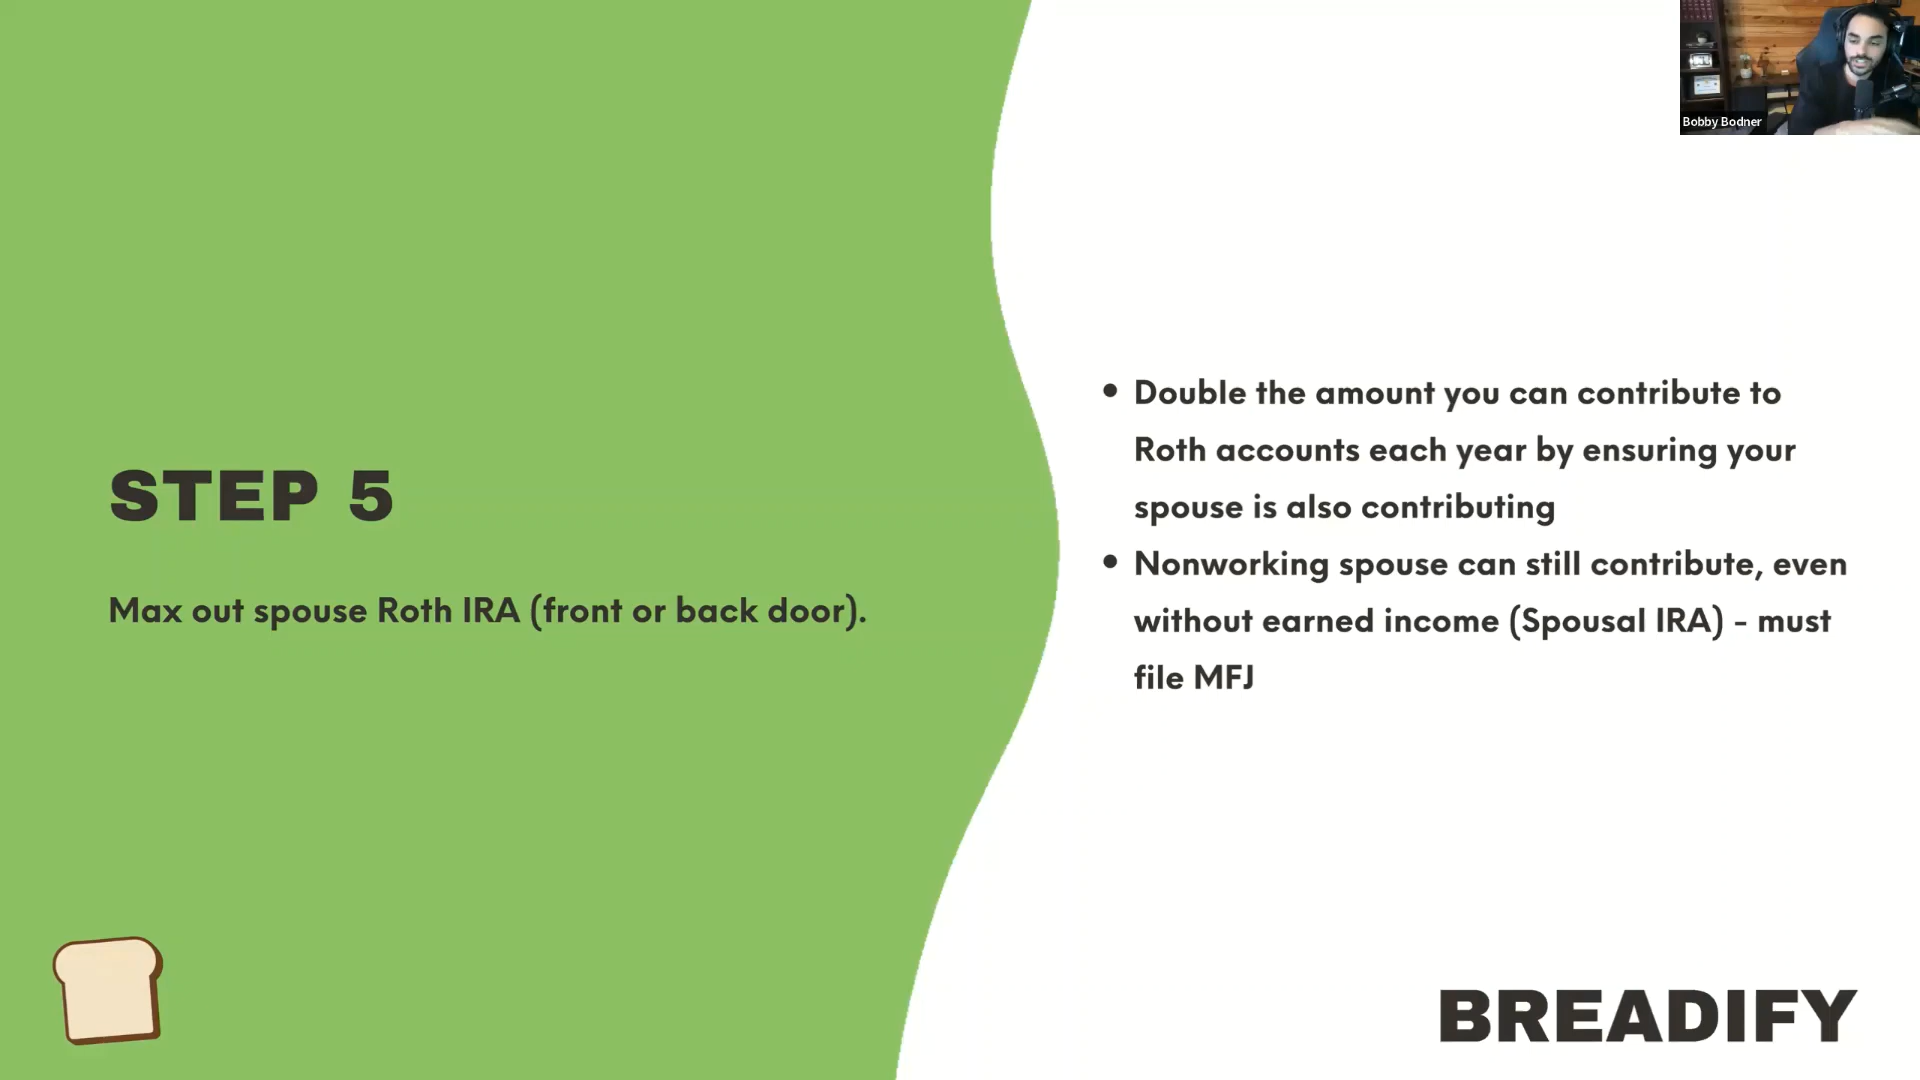 Bobby Bodner
STEP 5
Max out spouse Roth IRA (front or back door).
• Double the amount you can contribute to
Roth accounts each year by ensuring your
spouse is also contributing
• Nonworking spouse can still contribute, even
without earned income (Spousal IRA) - must
file MFJ
BREADIFY